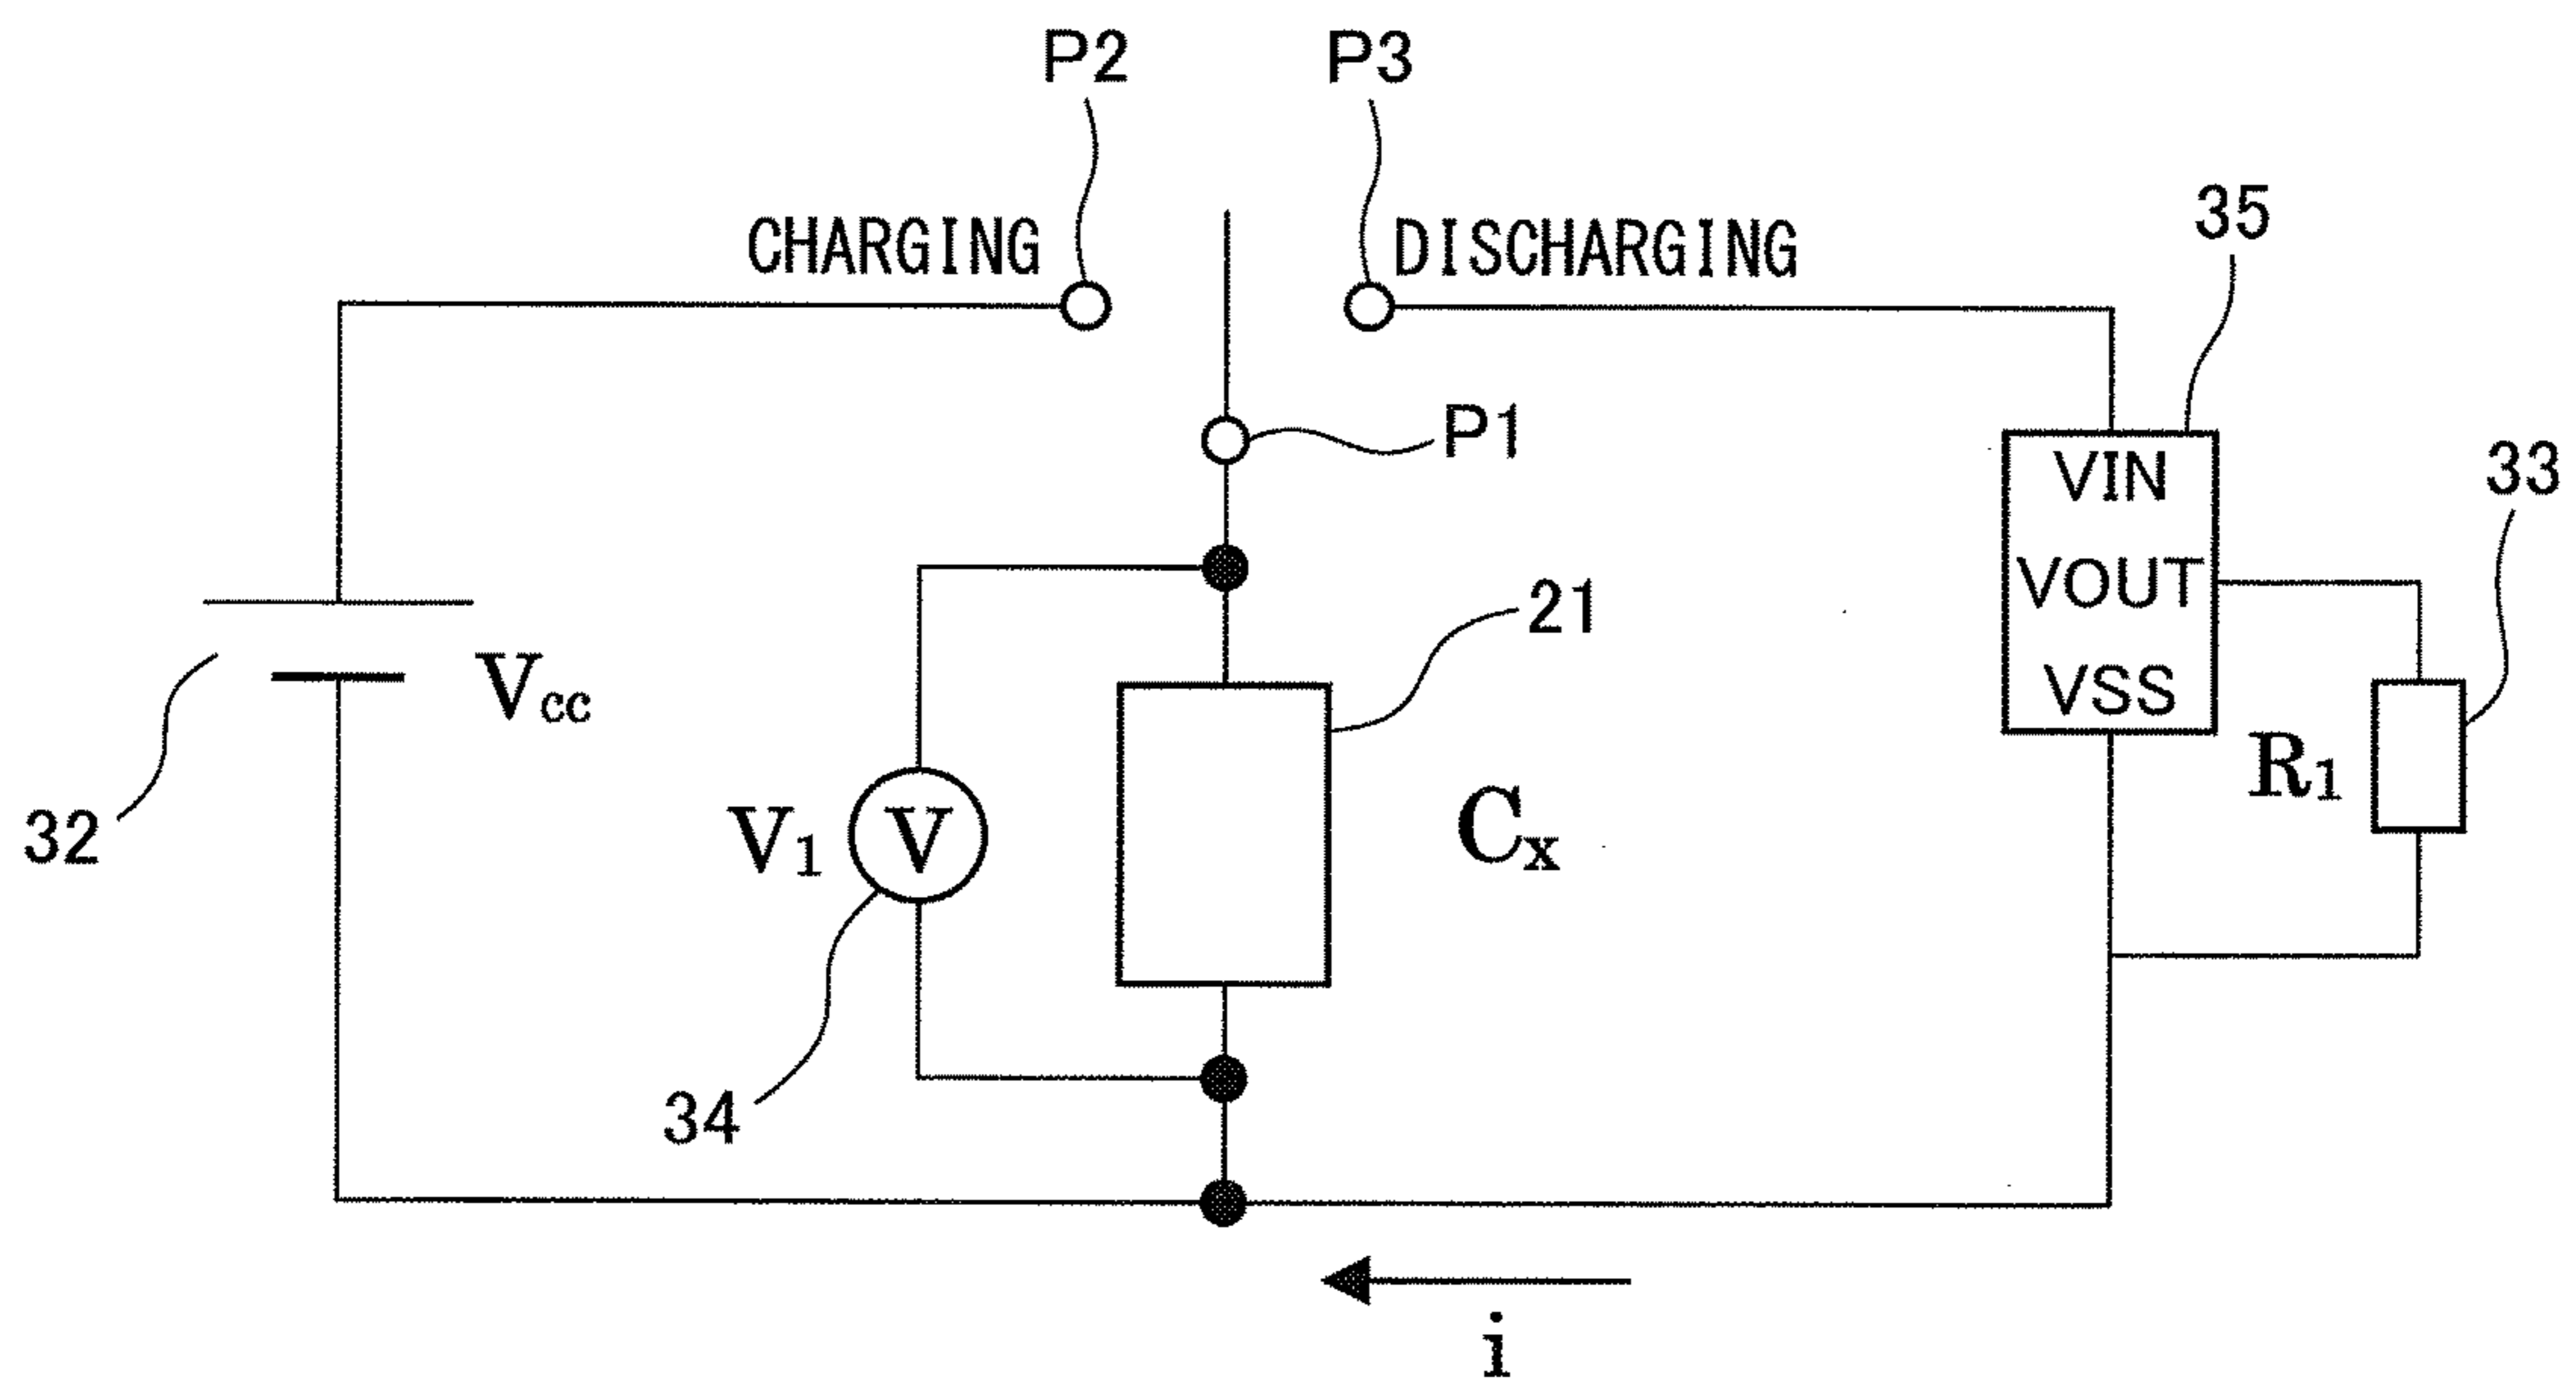 P2
P3
CHARGING
DISCHARGING
35
P1
VIN
33
VOUT
21
VSS
Vcc
R1
32
V1
V
Cx
34
i